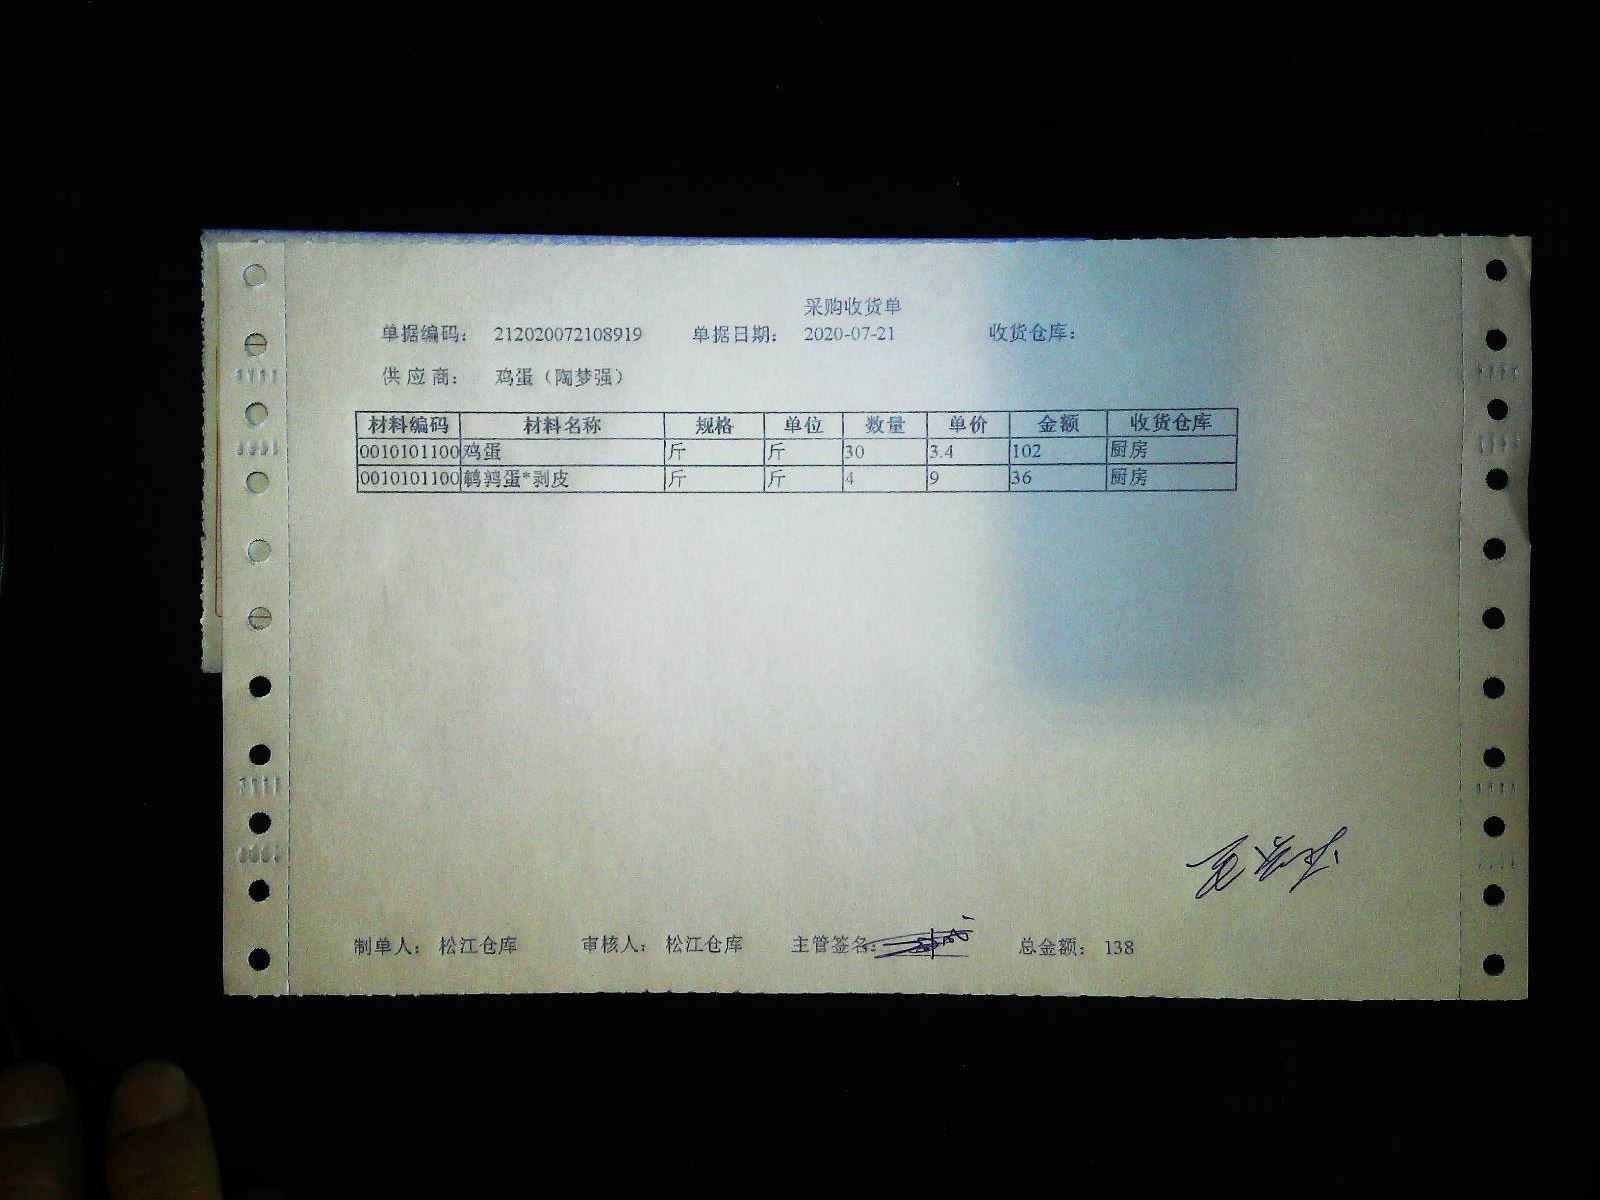 采购收货单
单据编码： 212020072108919 单据日期： 2020-07-21 收货仓库：
供应商： 鸡蛋（陶梦强）
材料编码 材料名称 规格 单位 数量 单价 金额 收货仓库
0010101100 鸡蛋 斤 斤 30 3.4 102 厨房
0010101100 鹌鹑蛋*剥皮 斤 斤 4 9 36 厨房
制单人： 松江仓库 审核人： 松江仓库 主管签名： 总金额： 138